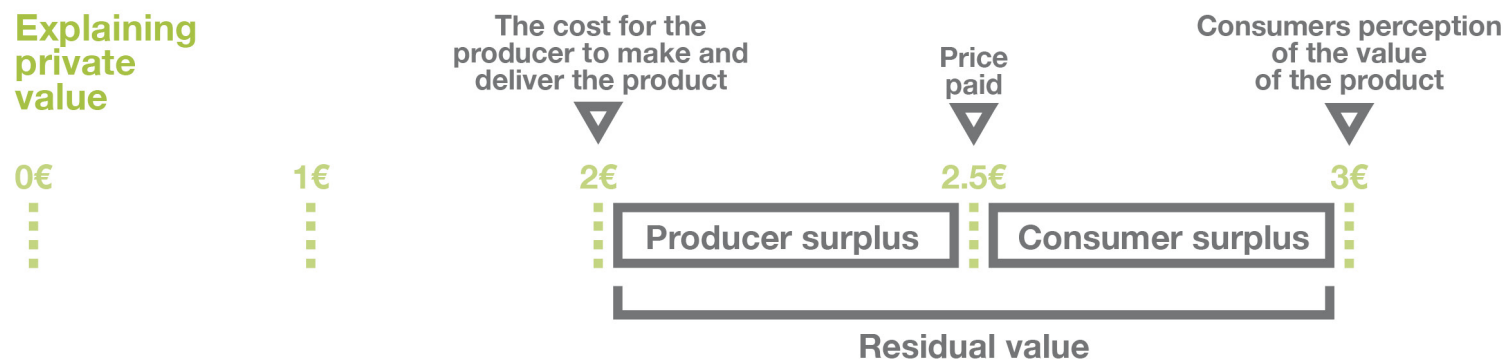 Explaining
private
value
The cost for the
producer to make and
deliver the product
Price
paid
Consumers perception
of the value
of the product
0€
1€
2€
2.5€
3€
Producer surplus
Consumer surplus
Residual value